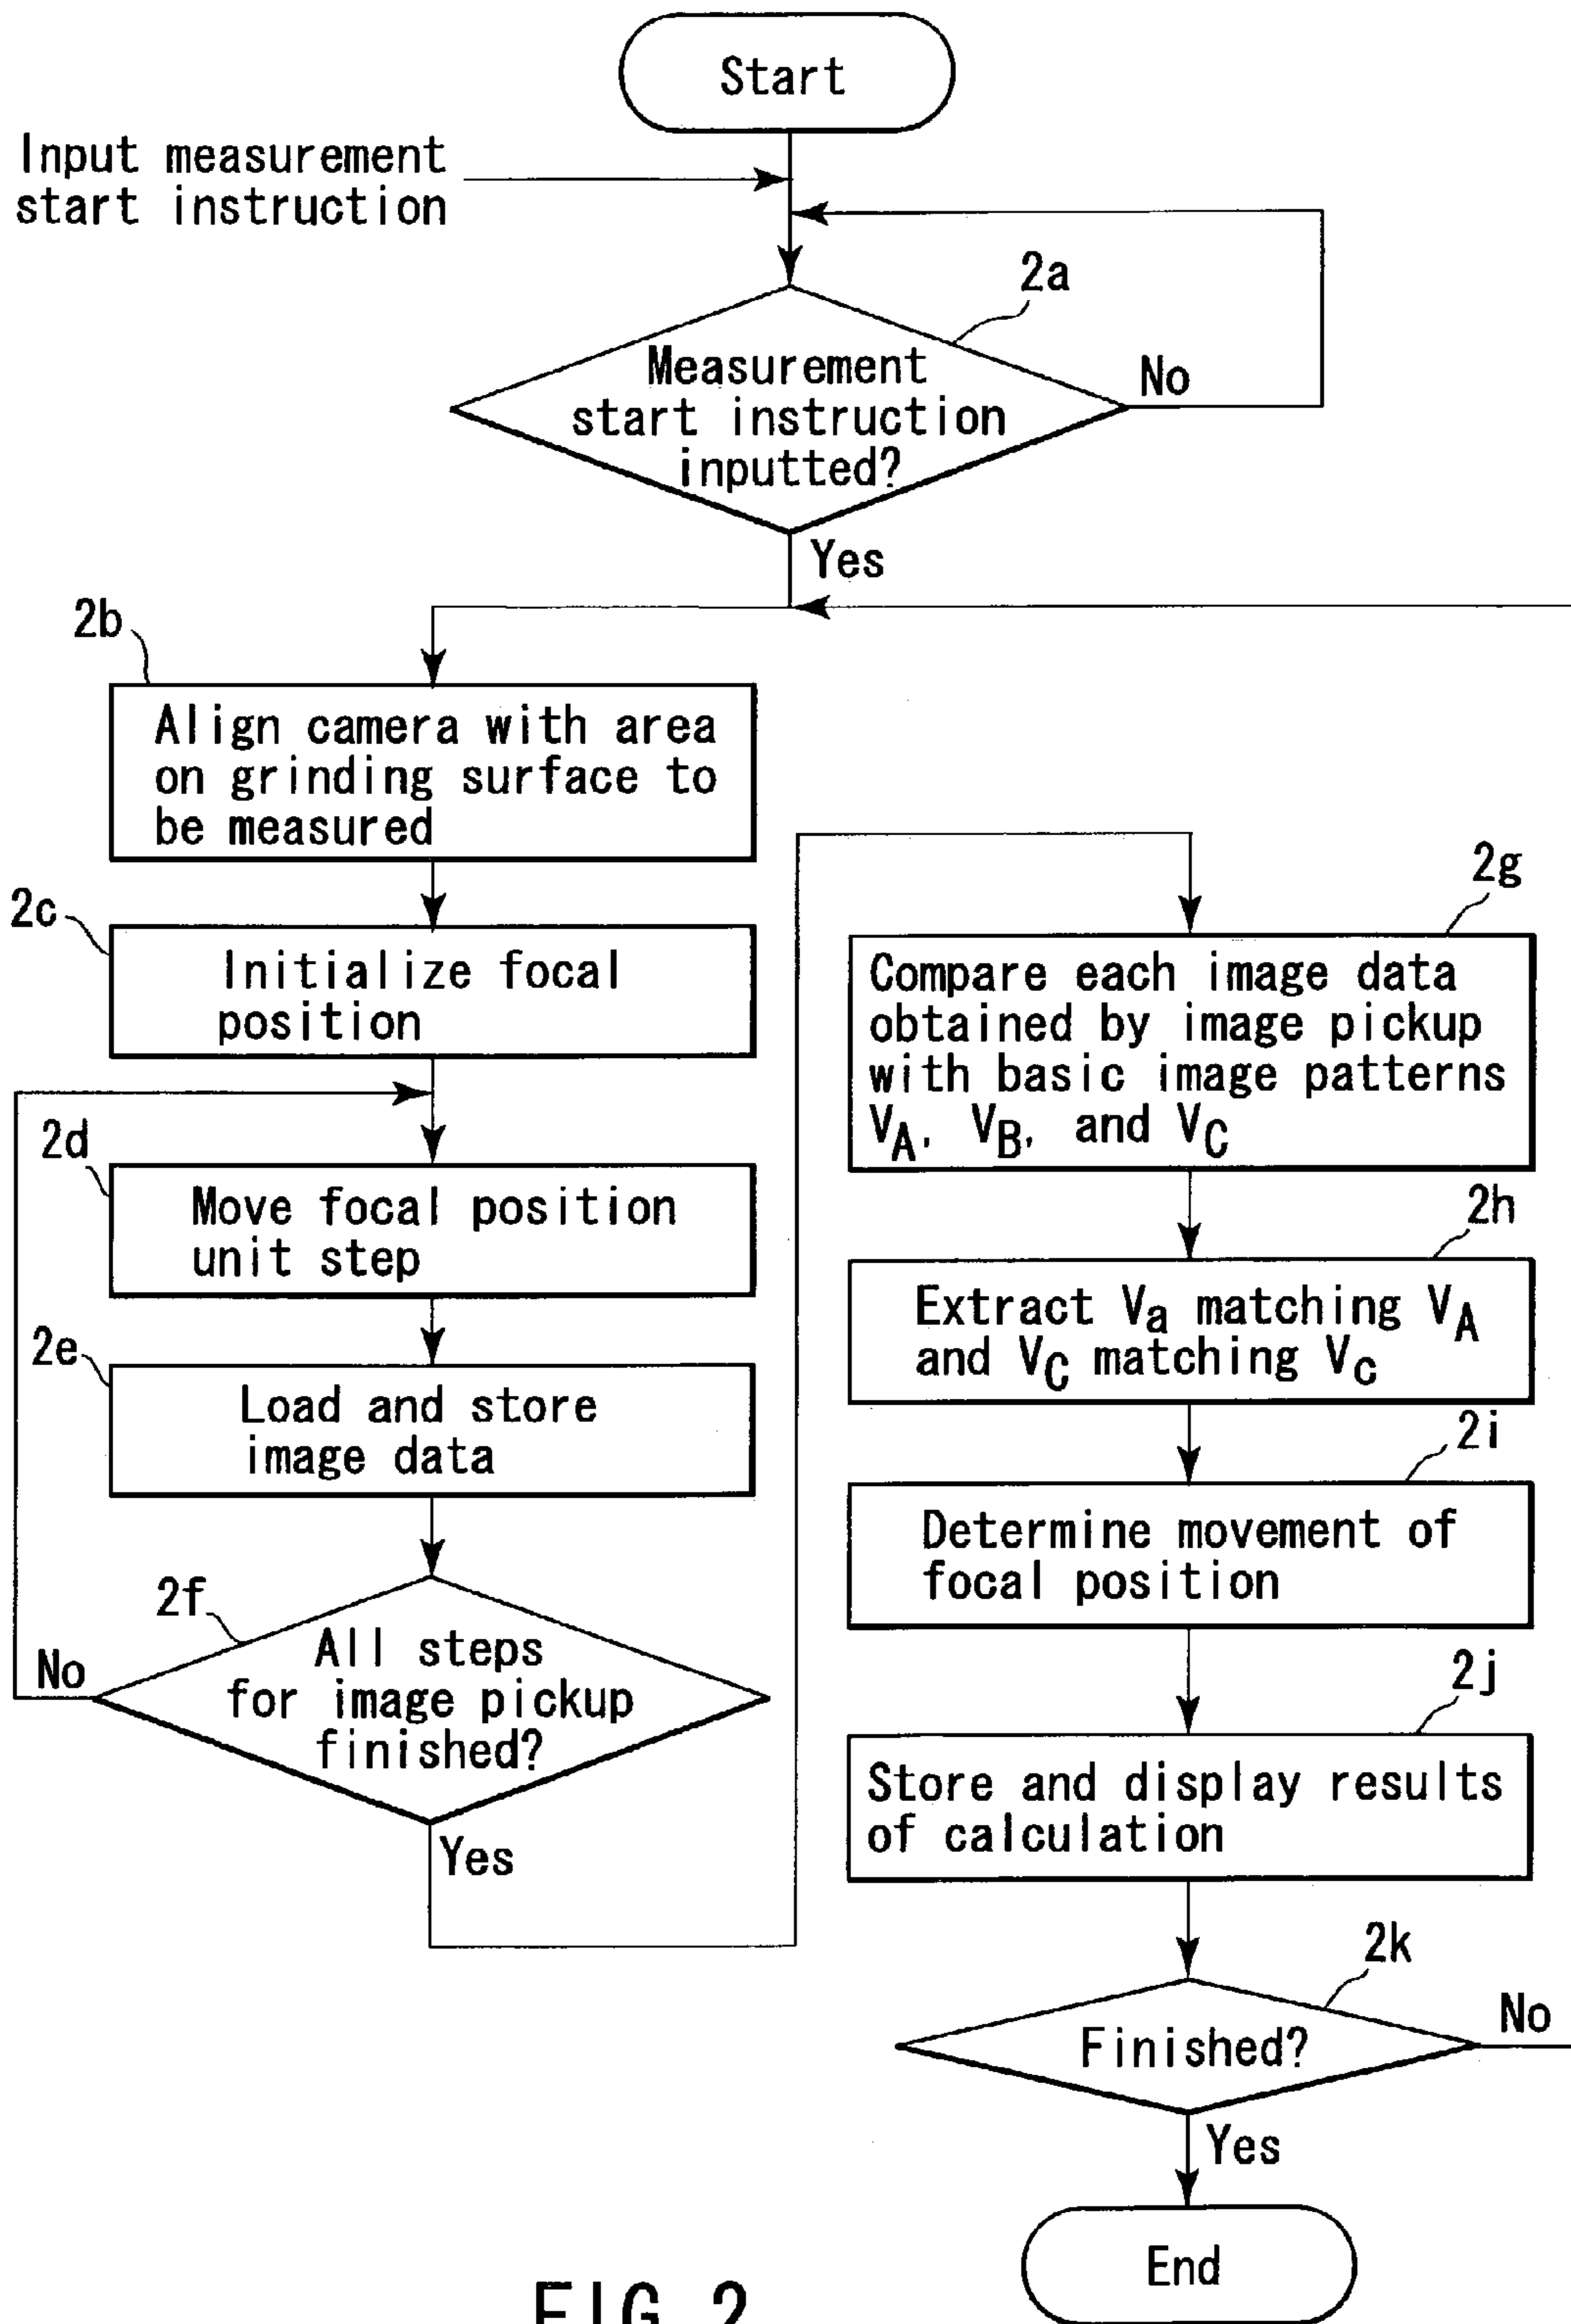 Start
Input measurement
start instruction
2a
Measurement
start instruction
inputted?
No
Yes
2b
Align camera with area
on grinding surface to
be measured
2c
Initialize focal
position
2d
Move focal position
unit step
2e
Load and store
image data
2f
All steps
for image pickup
finished?
No
Yes
2g
Compare each image data
obtained by image pickup
with basic image patterns
VA, VB, and VC
2h
Extract Va matching VA
and VC matching Vc
2i
Determine movement of
focal position
2j
Store and display results
of calculation
2k
Finished?
No
Yes
End
FIG. 2